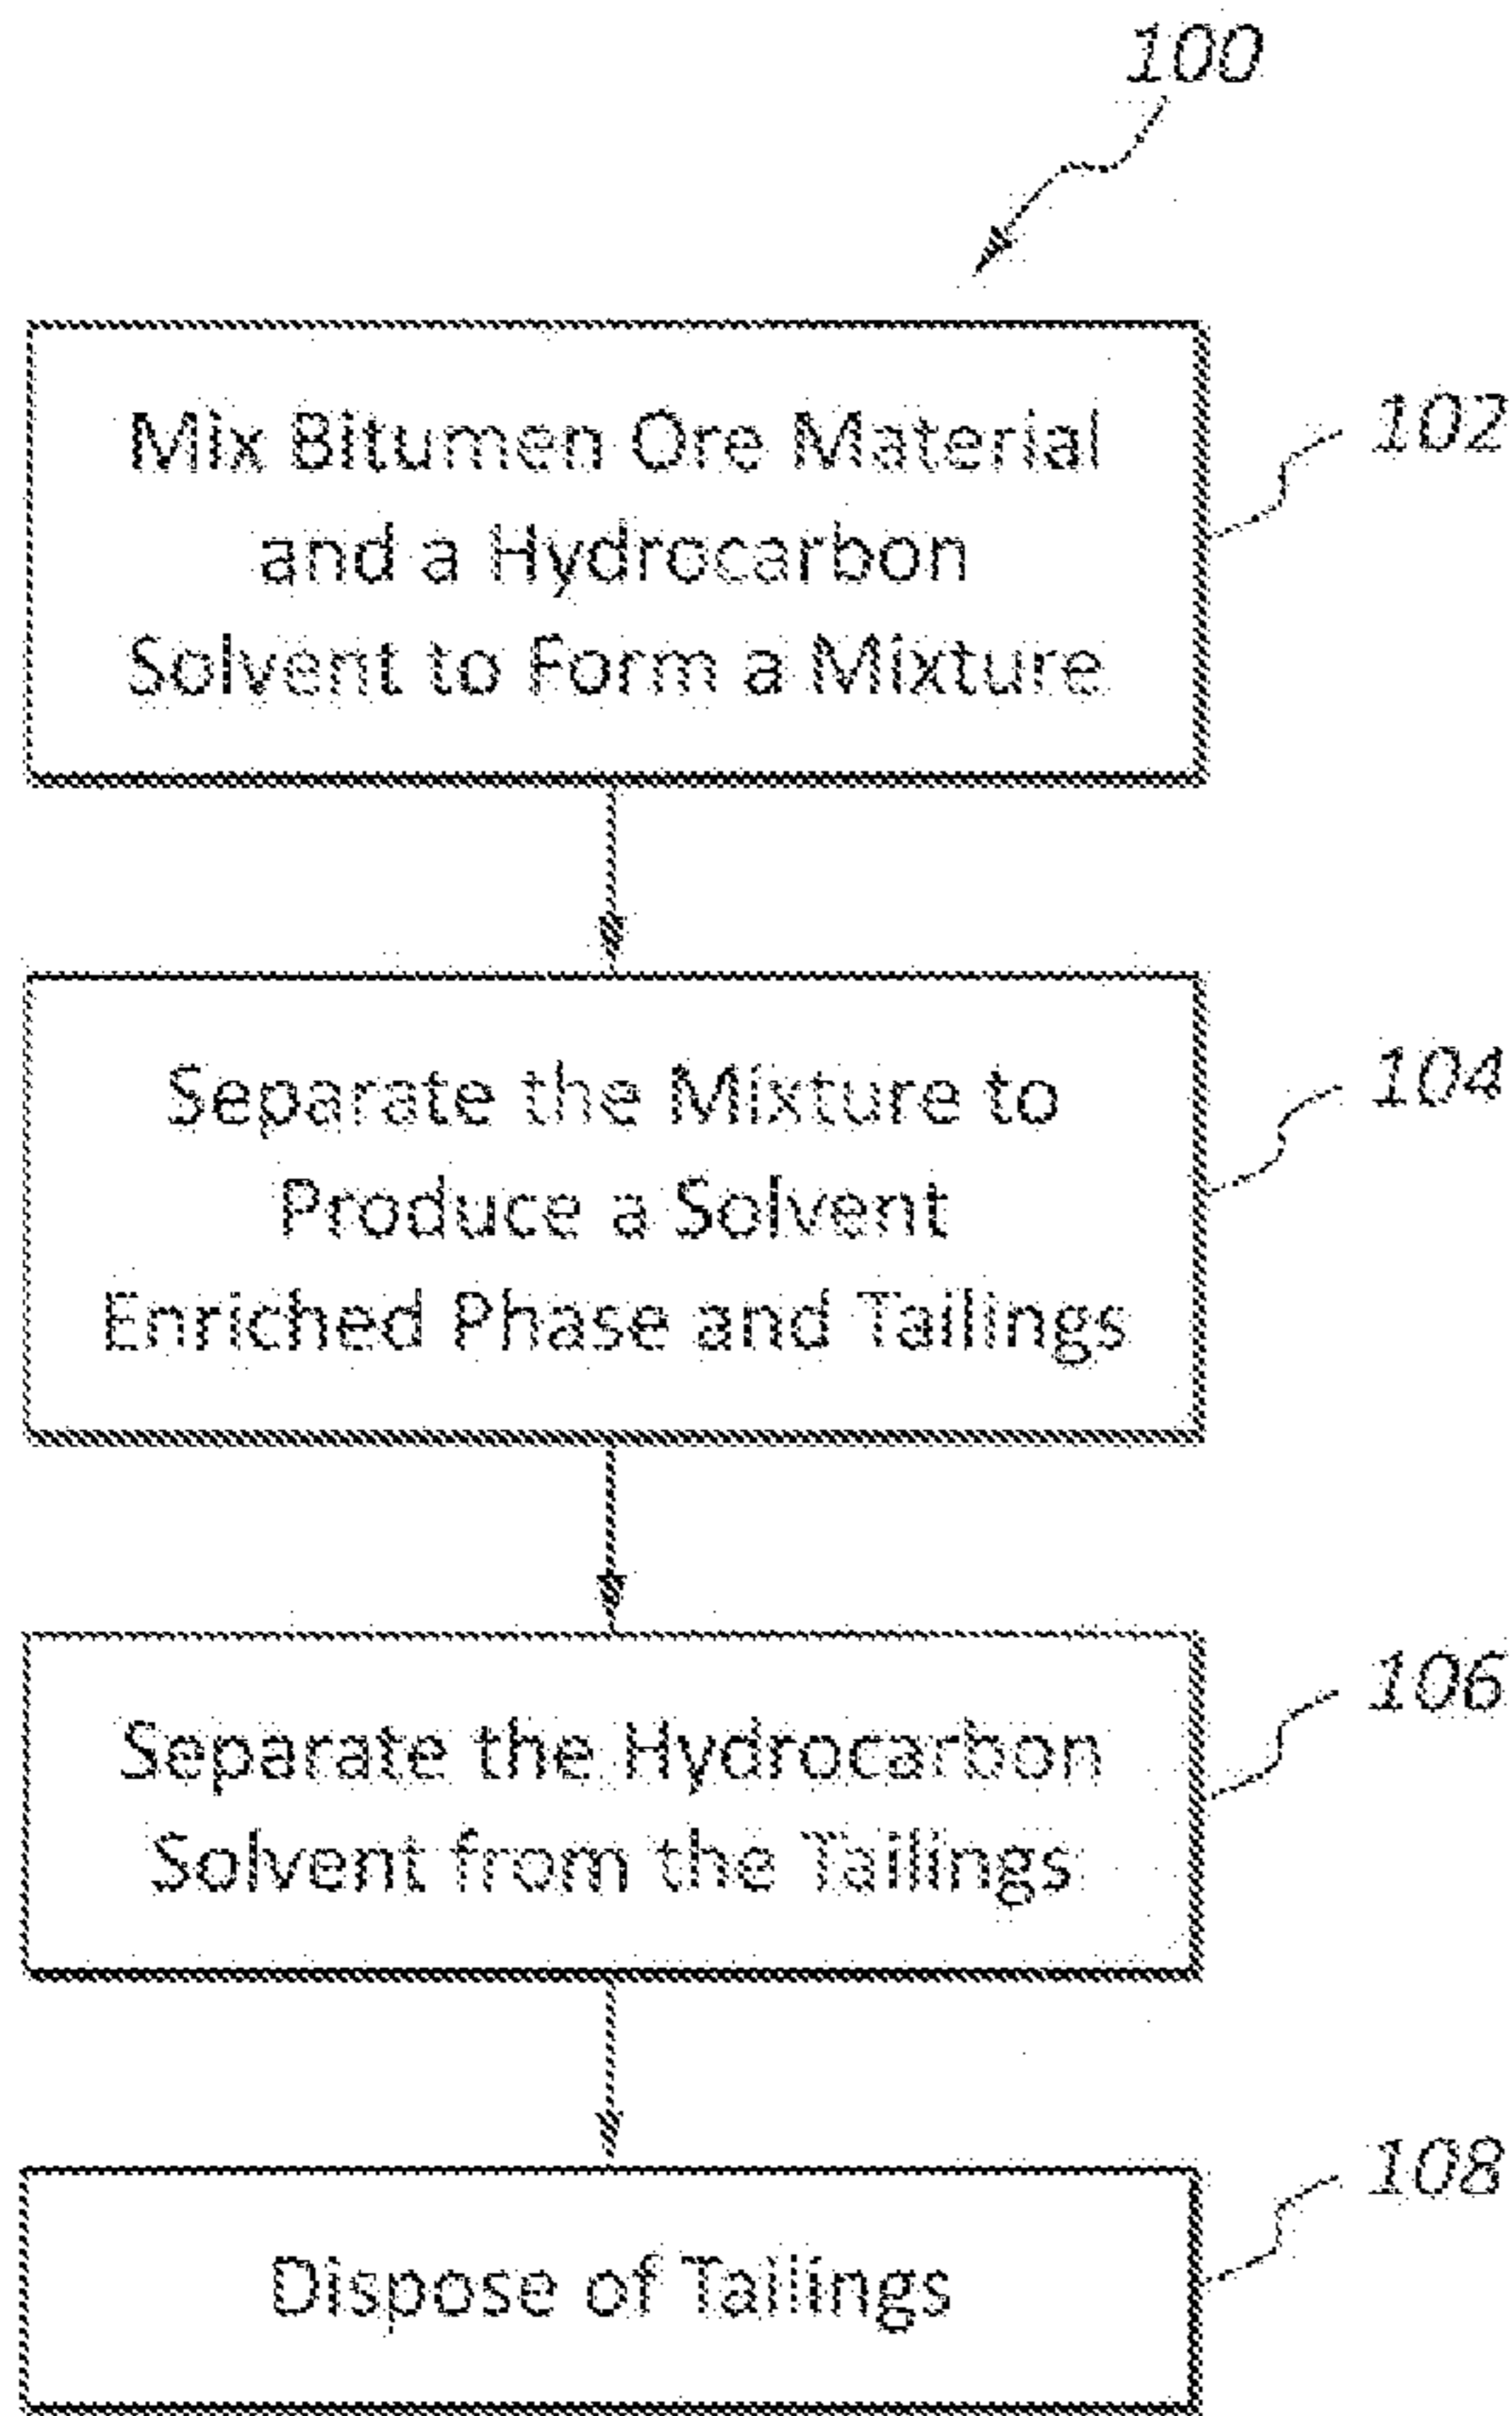 100
Mix Bitumen Ore Material
and a Hydrocarbon
Solvent to Form a Mixture
102
Separate the Mixture to
Produce a Solvent
Enriched Phase and Tailings
104
Separate the Hydrocarbon
Solvent from the Tailings
106
Dispose of Tailings
108